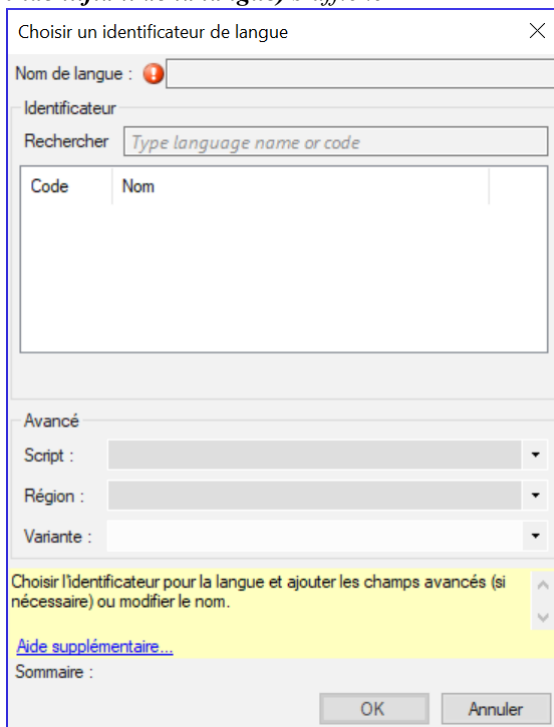 Choisir un identificateur de langue
Nom de langue :
Identificateur
Rechercher Type language name or code
Code Nom
Avancé
Script :
Région :
Variante :
Choisir l'identificateur pour la langue et ajouter les champs avancés (si
nécessaire) ou modifier le nom.
Aide supplémentaire...
Sommaire :
OK Annuler